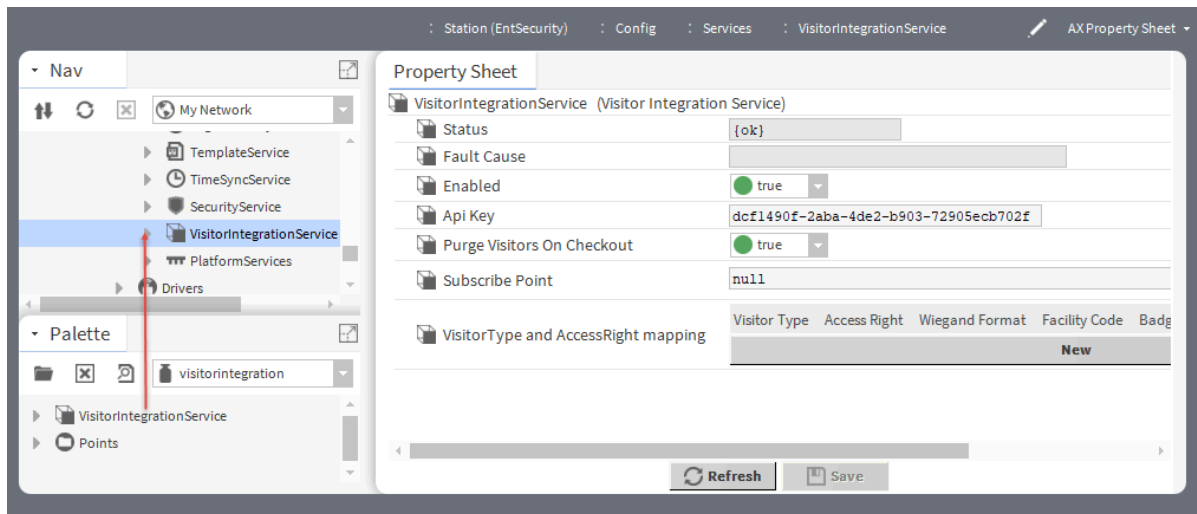 : Station (EntSecurity) : Config : Services : VisitorIntegrationService AX Property Sheet
Nav
My Network
TemplateService
TimeSyncService
SecurityService
VisitorIntegrationService
PlatformServices
Drivers
Palette
visitorintegration
VisitorIntegrationService
Points
Property Sheet
VisitorIntegrationService (Visitor Integration Service)
Status {ok}
Fault Cause
Enabled true
Api Key dcf1490f-2aba-4de2-b903-72905ecb702f
Purge Visitors On Checkout true
Subscribe Point null
VisitorType and AccessRight mapping
Visitor Type Access Right Wiegand Format Facility Code Badg
New
Refresh Save